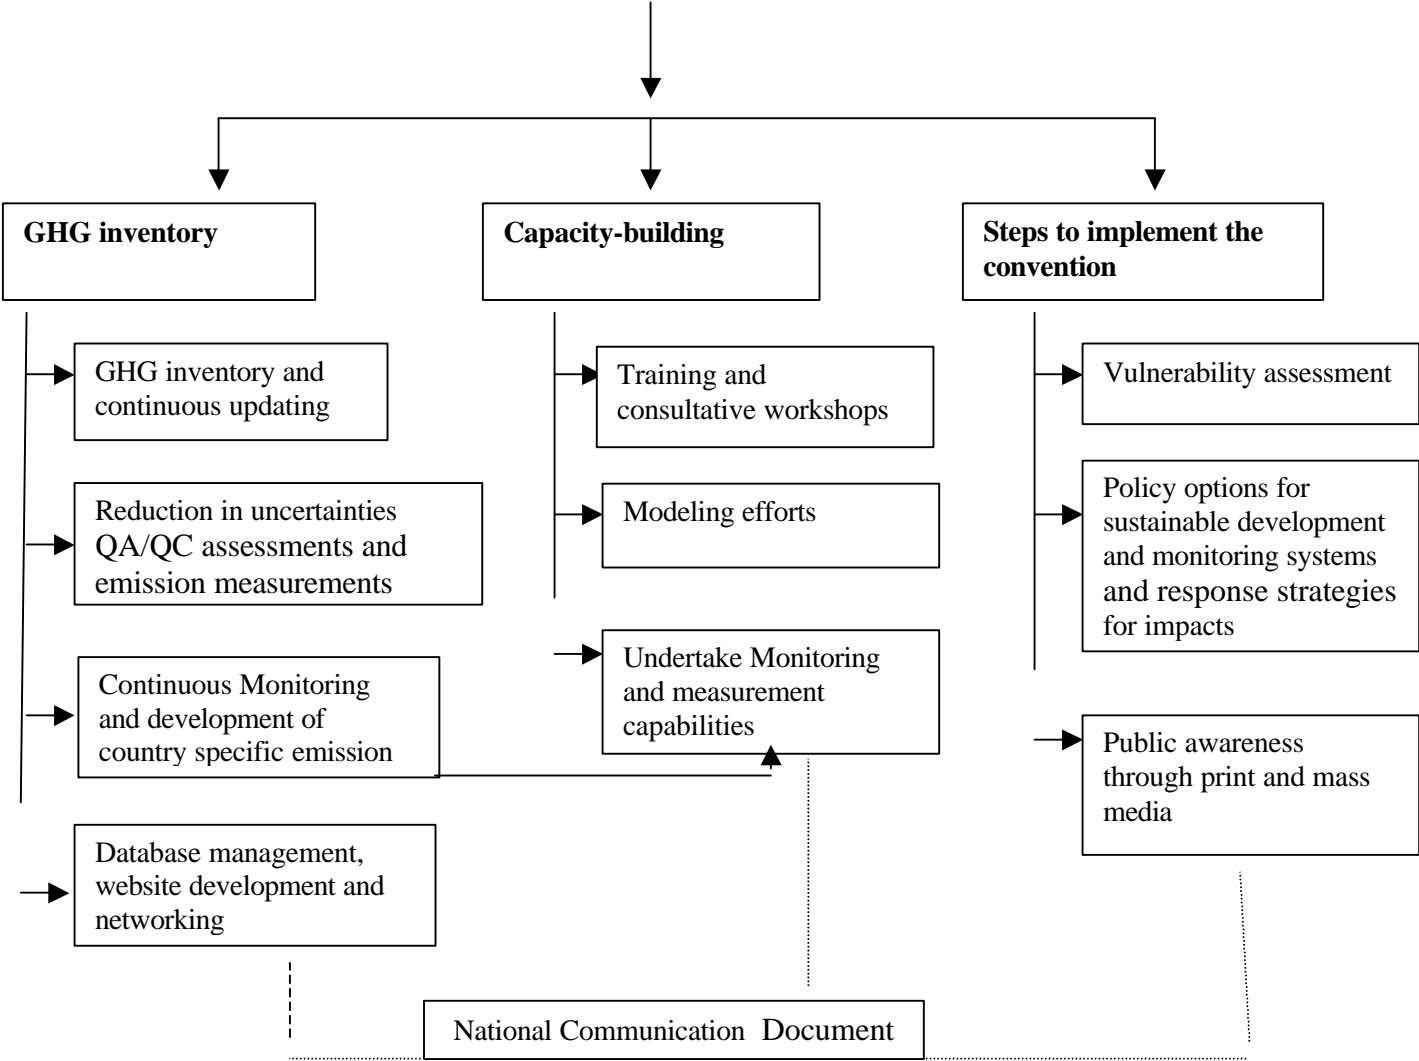 GHG inventory
Capacity-building
Steps to implement the
convention
GHG inventory and
continuous updating
Reduction in uncertainties
QA/QC assessments and
emission measurements
Continuous Monitoring
and development of
country specific emission
Database management,
website development and
networking
Training and
consultative workshops
Modeling efforts
Undertake Monitoring
and measurement
capabilities
Vulnerability assessment
Policy options for
sustainable development
and monitoring systems
and response strategies
for impacts
Public awareness
through print and mass
media
National Communication Document